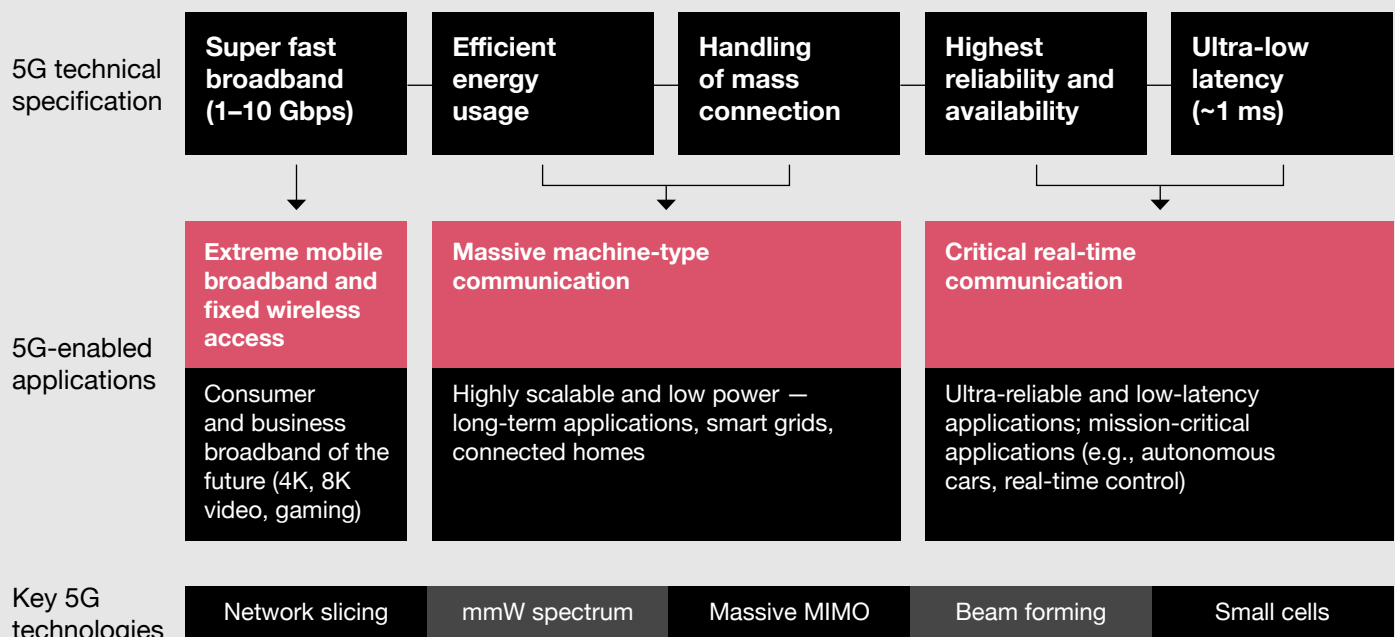 5G technical
specification
Super fast
broadband
(1–10 Gbps)
Efficient
energy
usage
Handling
of mass
connection
Highest
reliability and
availability
Ultra-low
latency
(~1 ms)
5G-enabled
applications
Extreme mobile
broadband and
fixed wireless
access
Consumer
and business
broadband of the
future (4K, 8K
video, gaming)
Massive machine-type
communication
Highly scalable and low power —
long-term applications, smart grids,
connected homes
Critical real-time
communication
Ultra-reliable and low-latency
applications; mission-critical
applications (e.g., autonomous
cars, real-time control)
Key 5G
technologies
Network slicing
mmW spectrum
Massive MIMO
Beam forming
Small cells